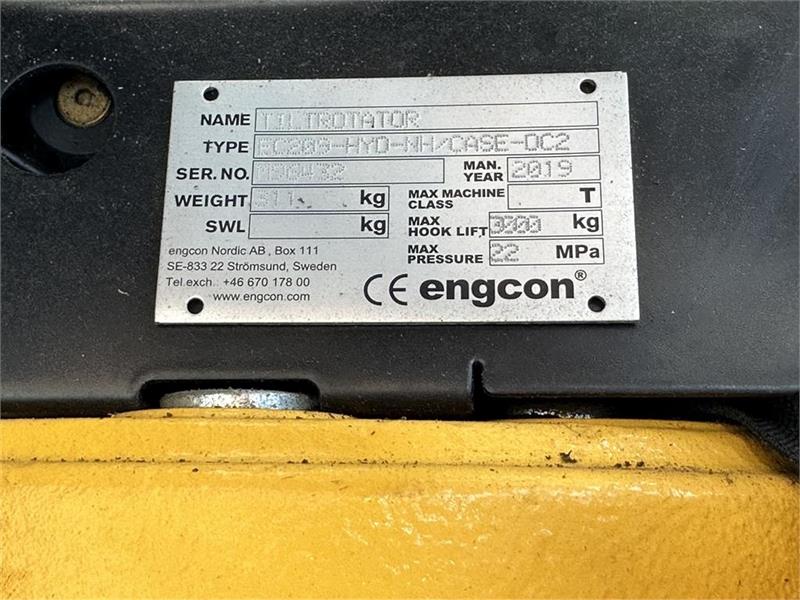 NAME TILTROTATOR
TYPE EC209-HYD-NH/CASE-DC2
SER. NO. MAN. YEAR 2019
WEIGHT kg MAX MACHINE CLASS T
SWL kg MAX HOOK LIFT kg
MAX PRESSURE 22 MPa
engcon Nordic AB , Box 111
SE-833 22 Strömsund, Sweden
Tel.exch. +46 670 178 00
www.engcon.com
CE engcon®